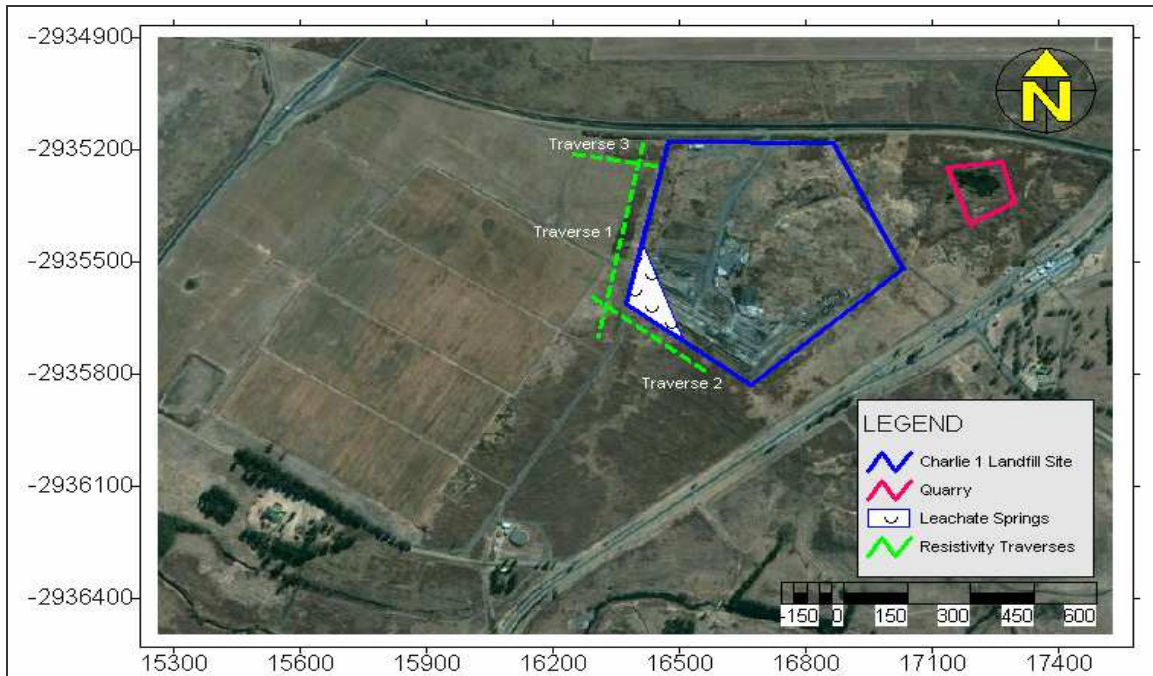 -2934900
N
-2935200
Traverse 3
Traverse 1
-2935500
-2935800
Traverse 2
LEGEND
Charlie 1 Landfill Site
Quarry
Leachate Springs
Resistivity Traverses
-2936100
-2936400
-150 0 150 300 450 600
15300 15600 15900 16200 16500 16800 17100 17400